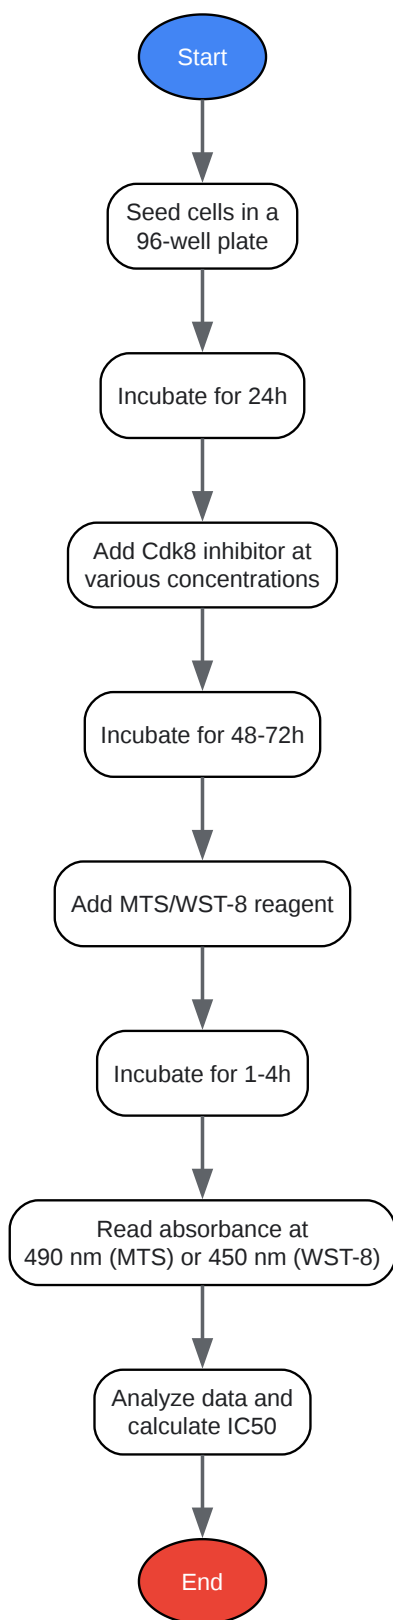 Start
Seed cells in a
96-well plate
Incubate for 24h
Add Cdk8 inhibitor at
various concentrations
Incubate for 48-72h
Add MTS/WST-8 reagent
Incubate for 1-4h
Read absorbance at
490 nm (MTS) or 450 nm (WST-8)
Analyze data and
calculate IC50
End